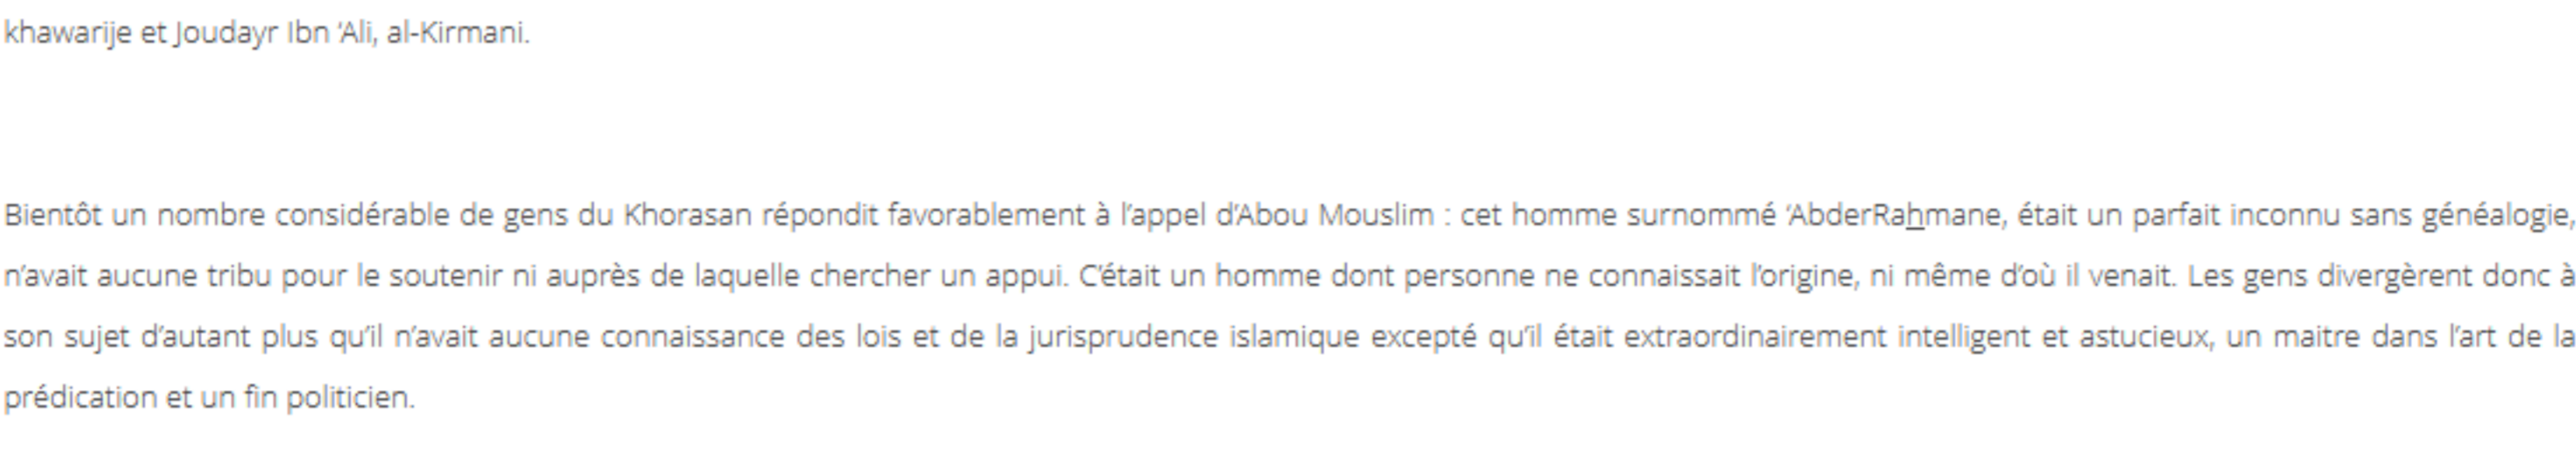 khawarije et Joudayr Ibn ‘Ali, al-Kirmani.
Bientôt un nombre considérable de gens du Khorasan répondit favorablement à l’appel d’Abou Mouslim : cet homme surnommé ‘AbderRahmane, était un parfait inconnu sans généalogie,
n’avait aucune tribu pour le soutenir ni auprès de laquelle chercher un appui. C’était un homme dont personne ne connaissait l’origine, ni même d’où il venait. Les gens divergèrent donc à
son sujet d’autant plus qu’il n’avait aucune connaissance des lois et de la jurisprudence islamique excepté qu’il était extraordinairement intelligent et astucieux, un maitre dans l’art de la
prédication et un fin politicien.